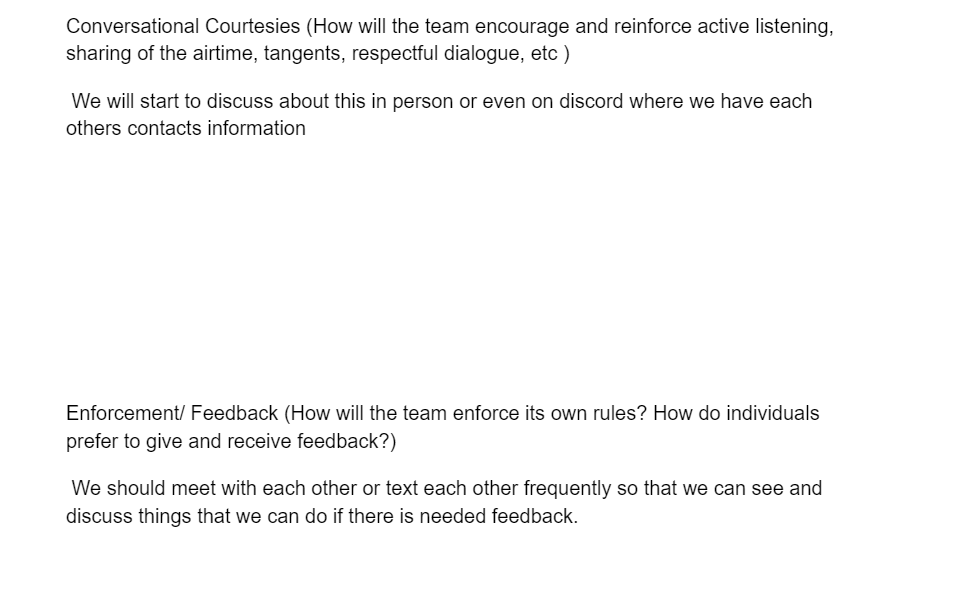 Conversational Courtesies (How will the team encourage and reinforce active listening,
sharing of the airtime, tangents, respectful dialogue, etc )
We will start to discuss about this in person or even on discord where we have each
others contacts information
Enforcement/ Feedback (How will the team enforce its own rules? How do individuals
prefer to give and receive feedback?)
We should meet with each other or text each other frequently so that we can see and
discuss things that we can do if there is needed feedback.